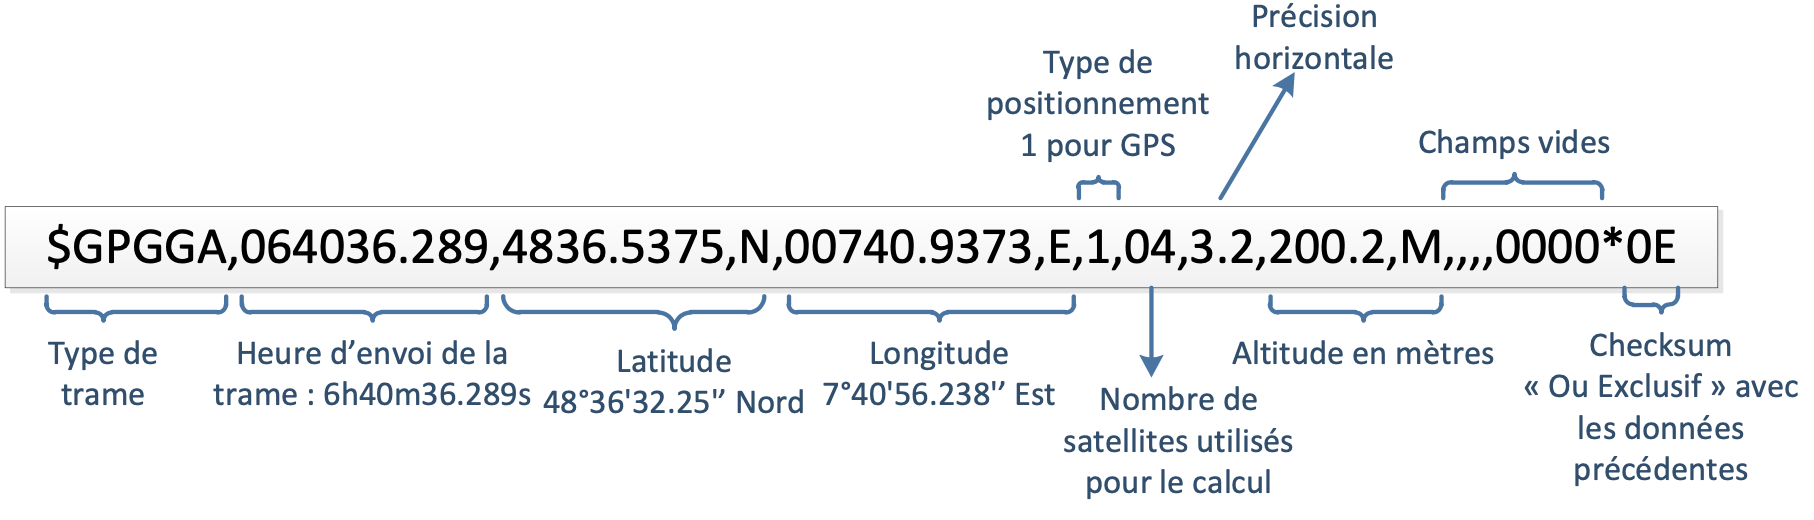 Précision
horizontale
Type de
positionnement
1 pour GPS
Champs vides
$GPGGA,064036.289,4836.5375,N,00740.9373,E,1,04,3.2,200.2,M,,,,0000*0E
Type de
trame
Heure d’envoi de la
trame : 6h40m36.289s
Latitude
48°36'32.25'’ Nord
Longitude
7°40'56.238'’ Est
Nombre de
satellites utilisés
pour le calcul
Altitude en mètres
Checksum
« Ou Exclusif » avec
les données
précédentes